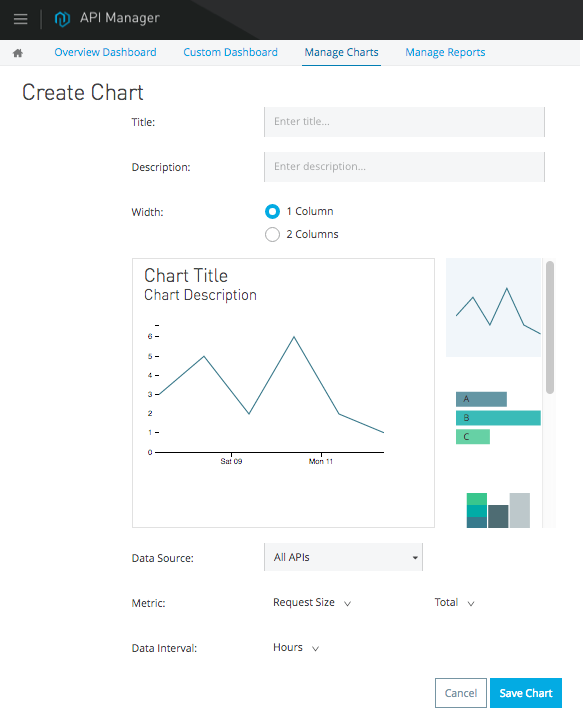 API Manager
Overview Dashboard Custom Dashboard Manage Charts Manage Reports
Create Chart
Title: Enter title...
Description: Enter description...
Width: 1 Column
2 Columns
Chart Title
Chart Description
6
5
4
3
2
1
0
Sat 09 Mon 11
A
B
C
Data Source: All APIs
Metric: Request Size Total
Data Interval: Hours
Cancel Save Chart